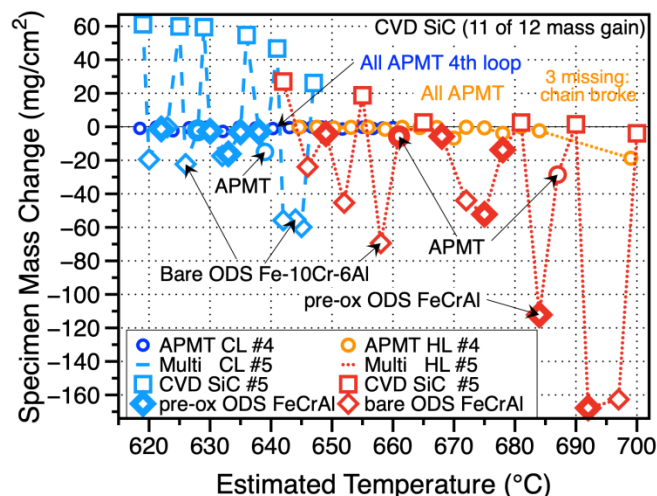 CVD SiC (11 of 12 mass gain)
All APMT 4th loop
3 missing:
chain broke
All APMT
APMT
APMT
Bare ODS Fe-10Cr-6Al
pre-ox ODS FeCrAl
APMT CL #4 APMT HL #4
Multi CL #5 Multi HL #5
CVD SiC #5 CVD SiC #5
pre-ox ODS FeCrAl bare ODS FeCrAl
Specimen Mass Change (mg/cm²)
60
40
20
0
−20
−40
−60
−80
−100
−120
−140
−160
620 630 640 650 660 670 680 690 700
Estimated Temperature (°C)